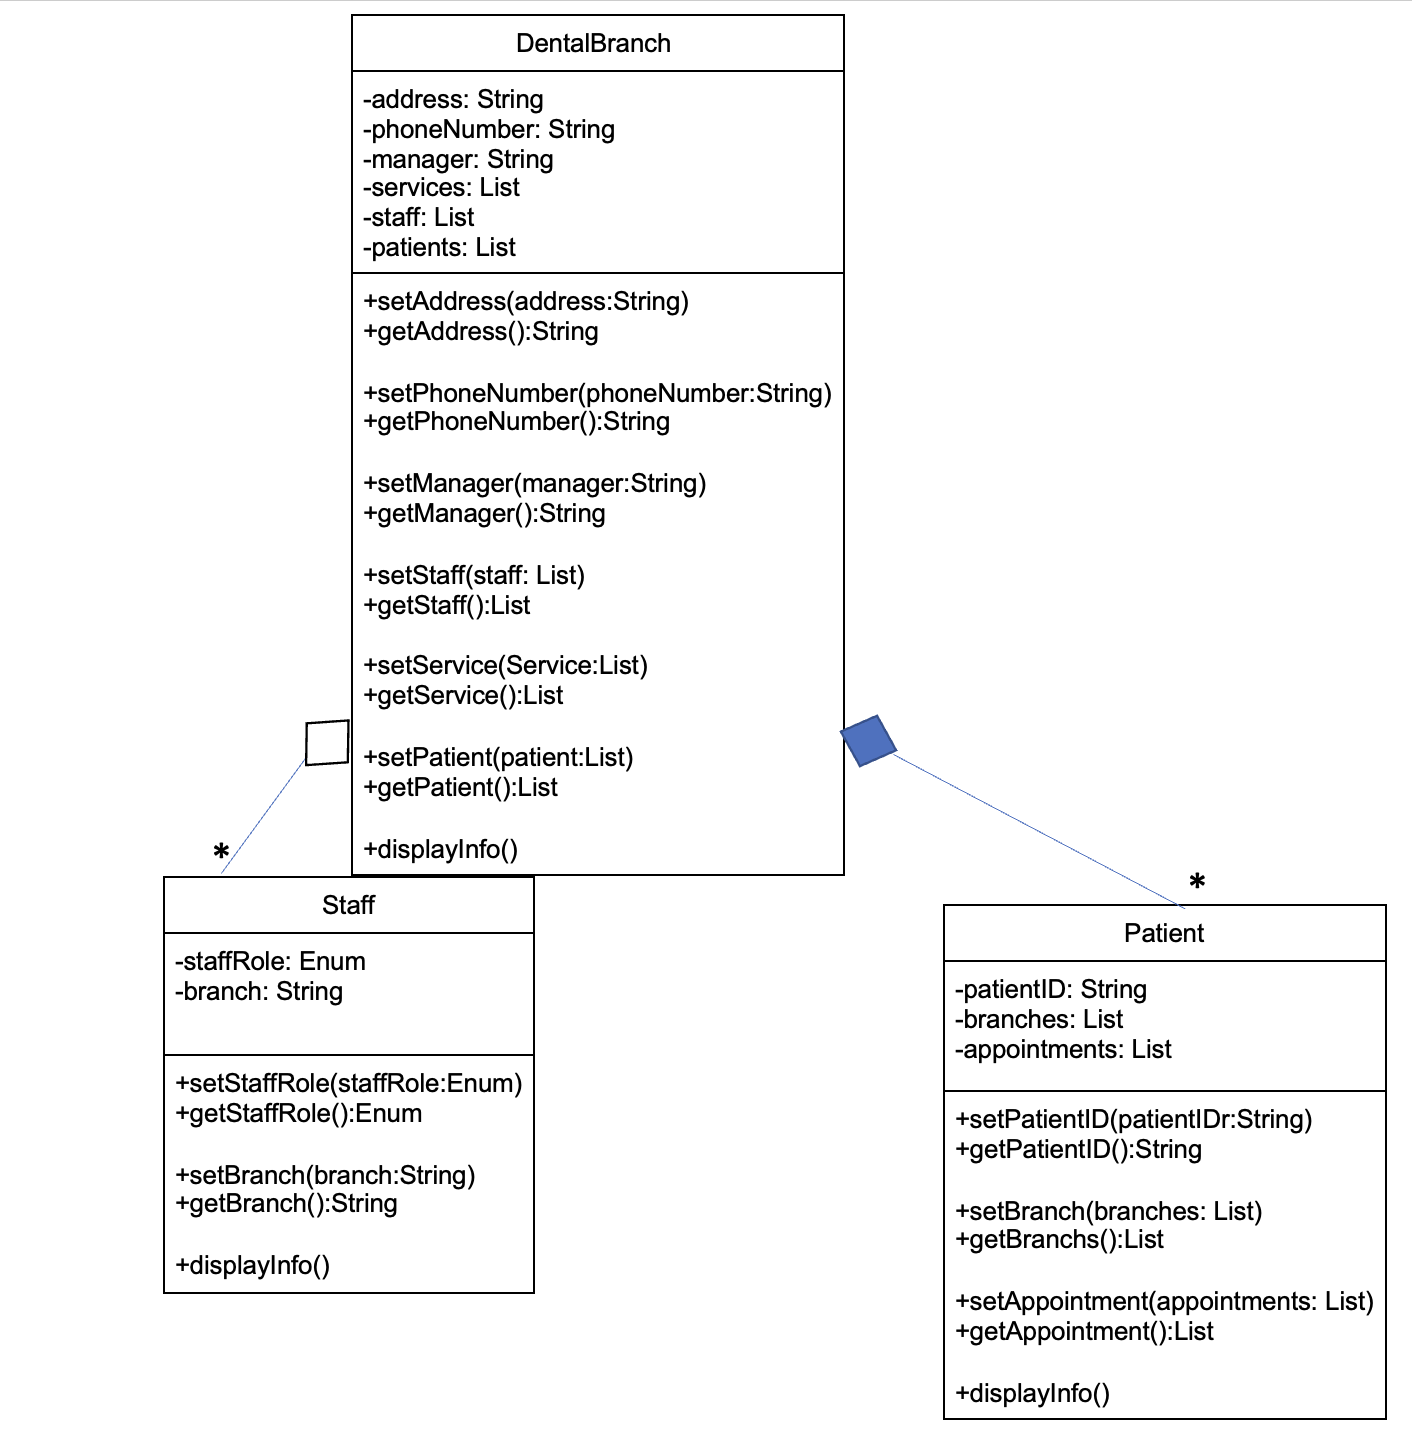 DentalBranch
-address: String
-phoneNumber: String
-manager: String
-services: List
-staff: List
-patients: List
+setAddress(address:String)
+getAddress():String
+setPhoneNumber(phoneNumber:String)
+getPhoneNumber():String
+setManager(manager:String)
+getManager():String
+setStaff(staff: List)
+getStaff():List
+setService(Service:List)
+getService():List
+setPatient(patient:List)
+getPatient():List
+displayInfo()
*
Staff
-staffRole: Enum
-branch: String
+setStaffRole(staffRole:Enum)
+getStaffRole():Enum
+setBranch(branch:String)
+getBranch():String
+displayInfo()
*
Patient
-patientID: String
-branches: List
-appointments: List
+setPatientID(patientIDr:String)
+getPatientID():String
+setBranch(branches: List)
+getBranchs():List
+setAppointment(appointments: List)
+getAppointment():List
+displayInfo()